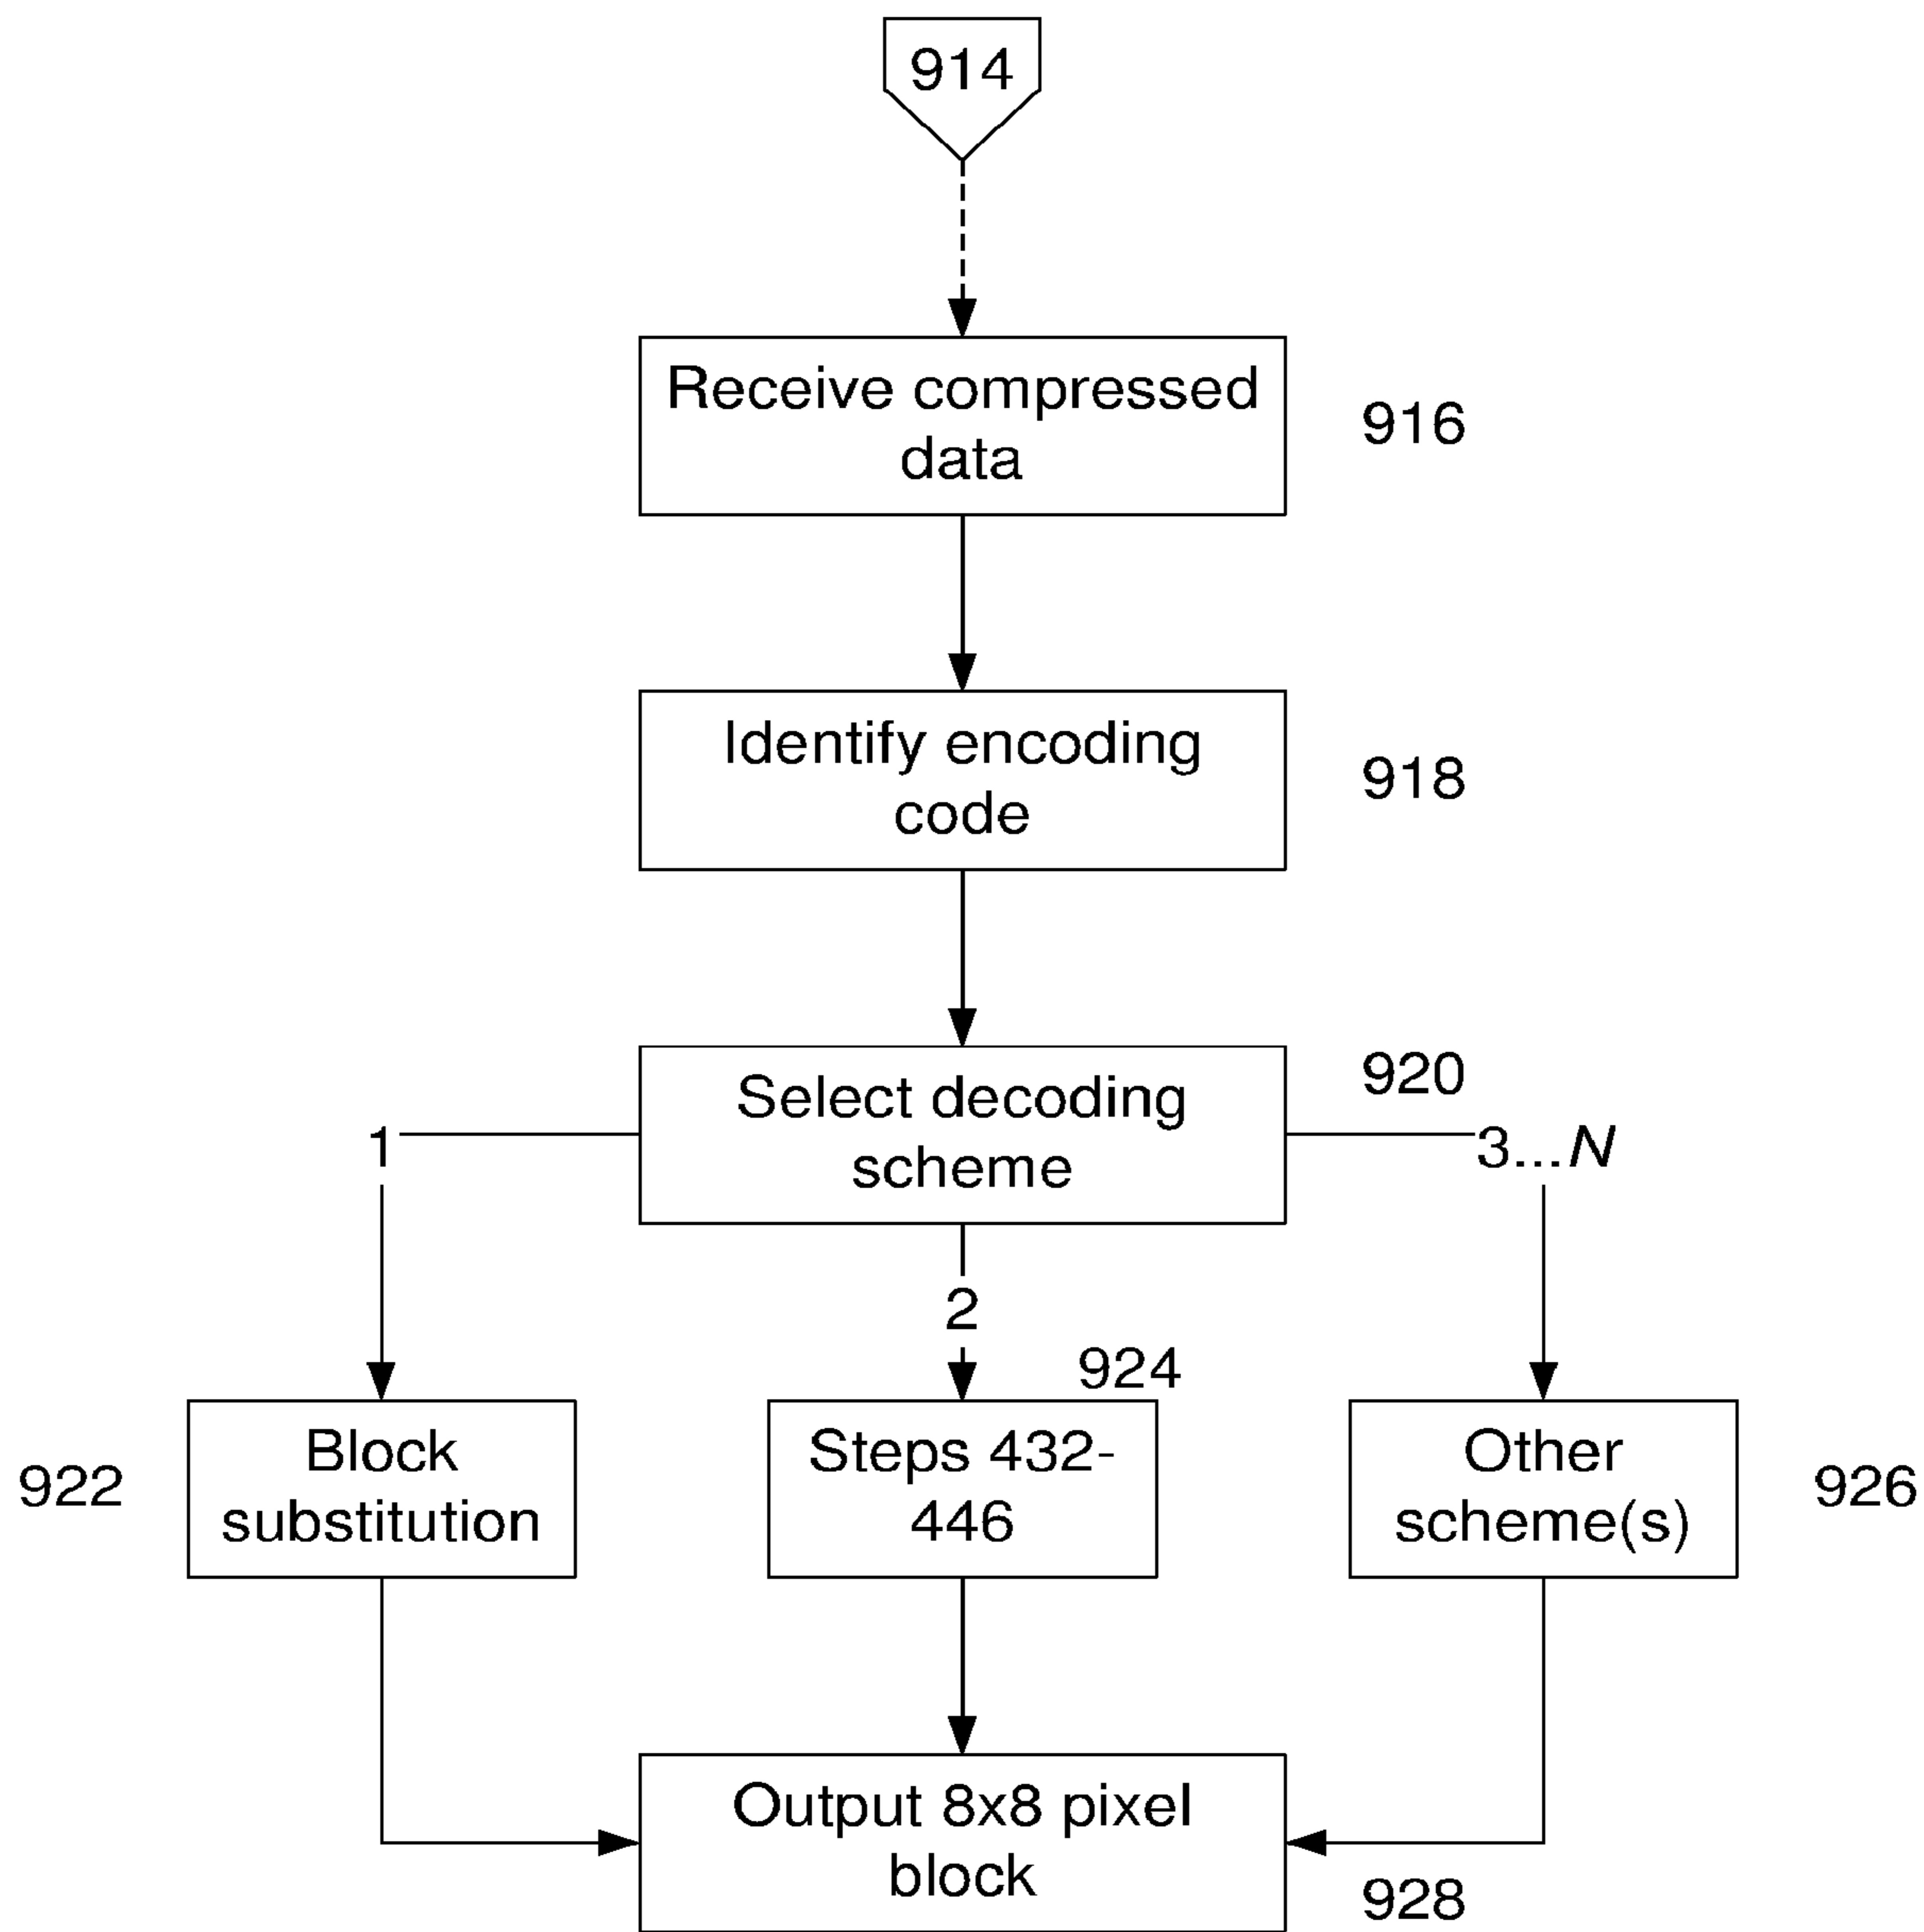 914
Receive compressed
data
916
Identify encoding
code
918
Select decoding
scheme
920
1
2
3...N
922
Block
substitution
924
Steps 432-
446
Other
scheme(s)
926
Output 8x8 pixel
block
928